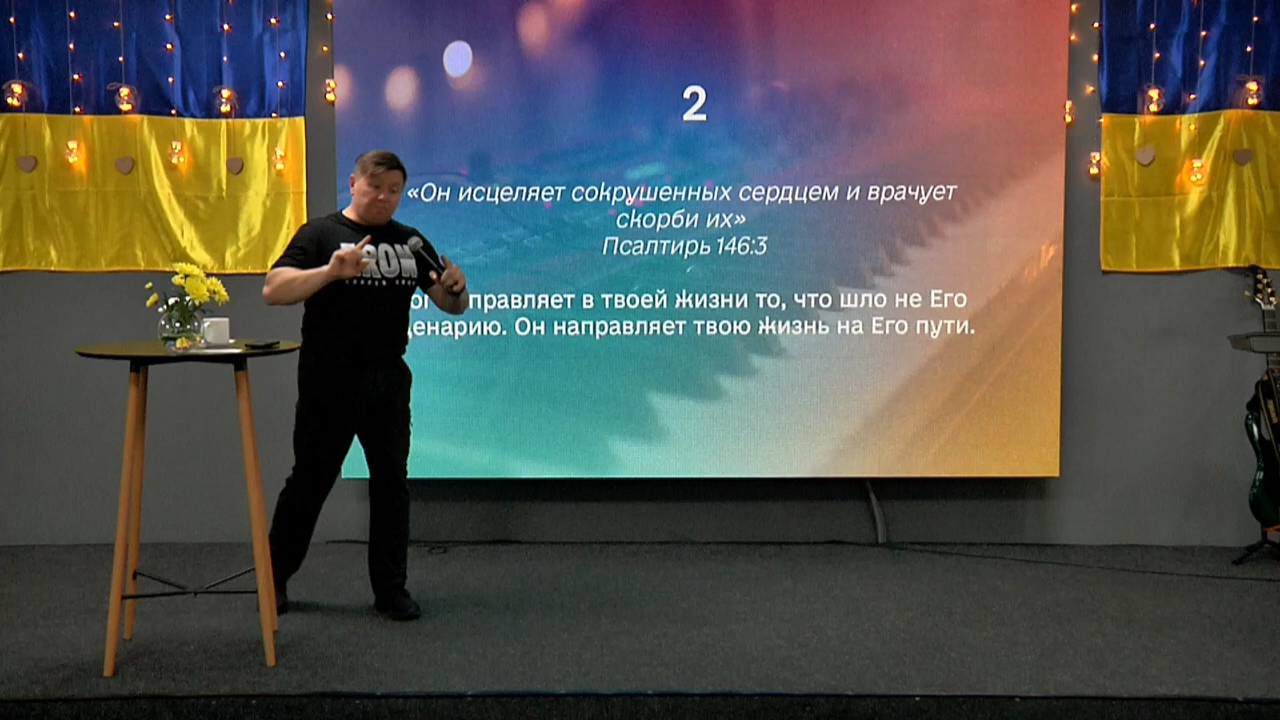 2
«Он исцеляет сокрушенных сердцем и врачует
скорби их»
Псалтирь 146:3
в твоей жизни то, что шло не Его
Он направляет твою жизнь на Его пути.